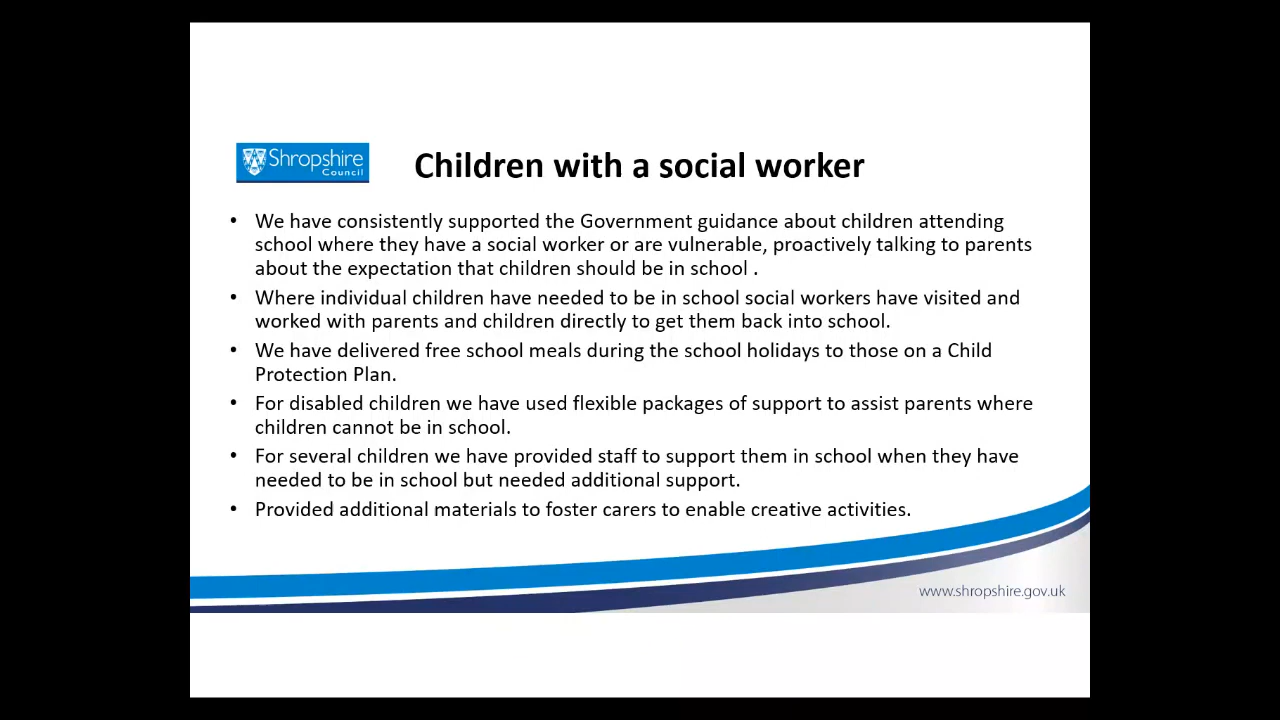 Shropshire
Council
Children with a social worker
• We have consistently supported the Government guidance about children attending
school where they have a social worker or are vulnerable, proactively talking to parents
about the expectation that children should be in school .
• Where individual children have needed to be in school social workers have visited and
worked with parents and children directly to get them back into school.
• We have delivered free school meals during the school holidays to those on a Child
Protection Plan.
• For disabled children we have used flexible packages of support to assist parents where
children cannot be in school.
• For several children we have provided staff to support them in school when they have
needed to be in school but needed additional support.
• Provided additional materials to foster carers to enable creative activities.
www.shropshire.gov.uk